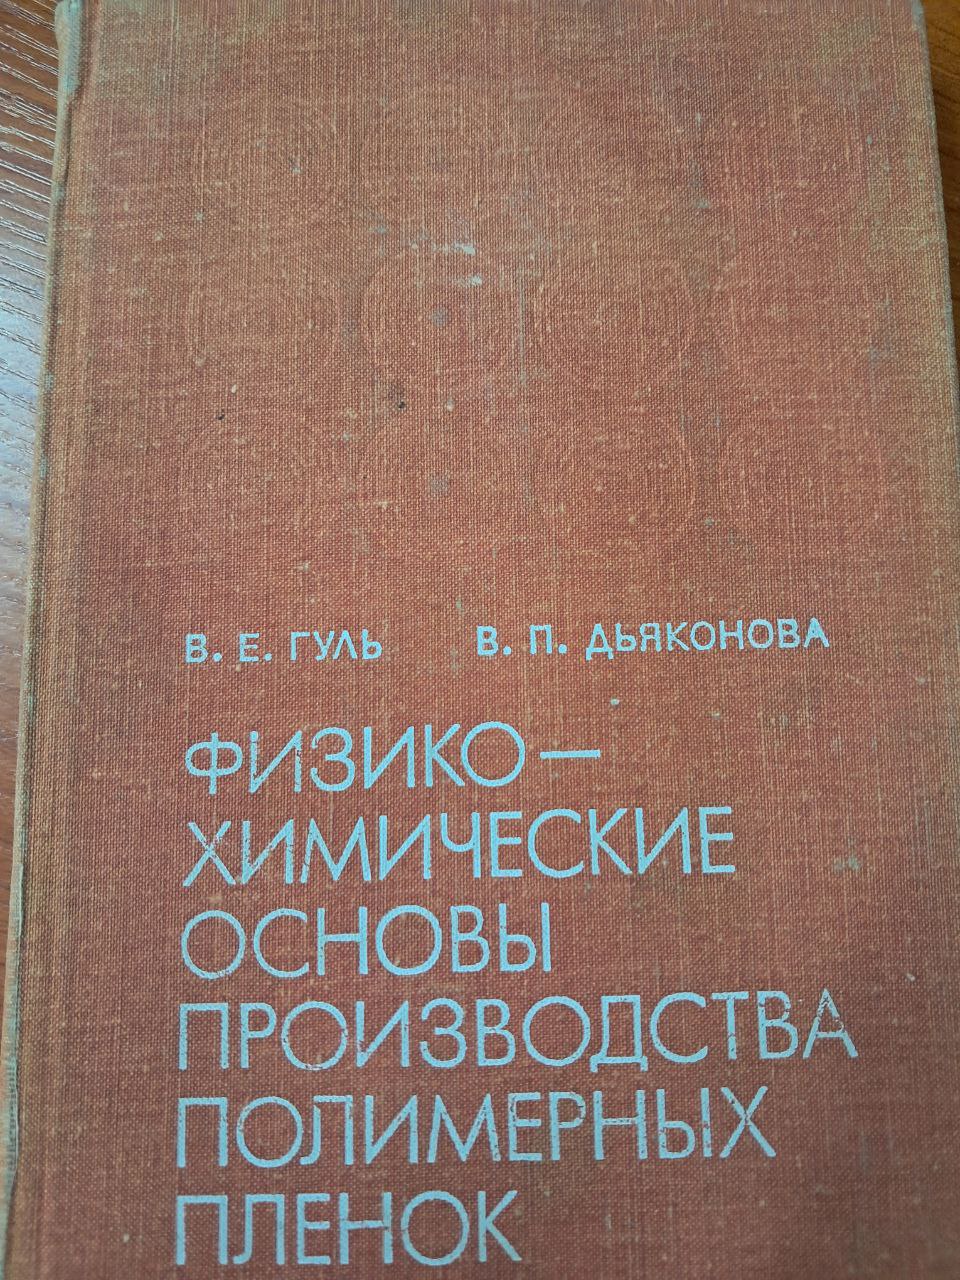 В. Е. ГУЛЬ В. П. ДЬЯКОНОВА
ФИЗИКО-
ХИМИЧЕСКИЕ
ОСНОВЫ
ПРОИЗВОДСТВА
ПОЛИМЕРНЫХ
ПЛЕНОК